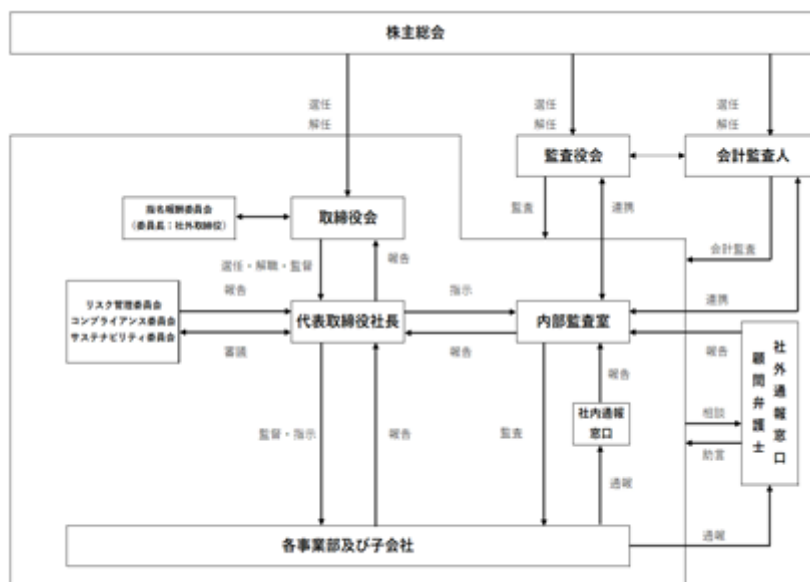 株主総会
選任
解任
選任
解任
選任
解任
監査役会
会計監査人
指名報酬委員会
（委員長：社外取締役）
取締役会
監査
連携
会計監査
選任・解職・監督
報告
リスク管理委員会
コンプライアンス委員会
サステナビリティ委員会
報告
審議
代表取締役社長
指示
報告
内部監査室
連携
報告
社外通報窓口
顧問弁護士
報告
社内通報
窓口
相談
助言
監督・指示
報告
監査
通報
各事業部及び子会社
通報